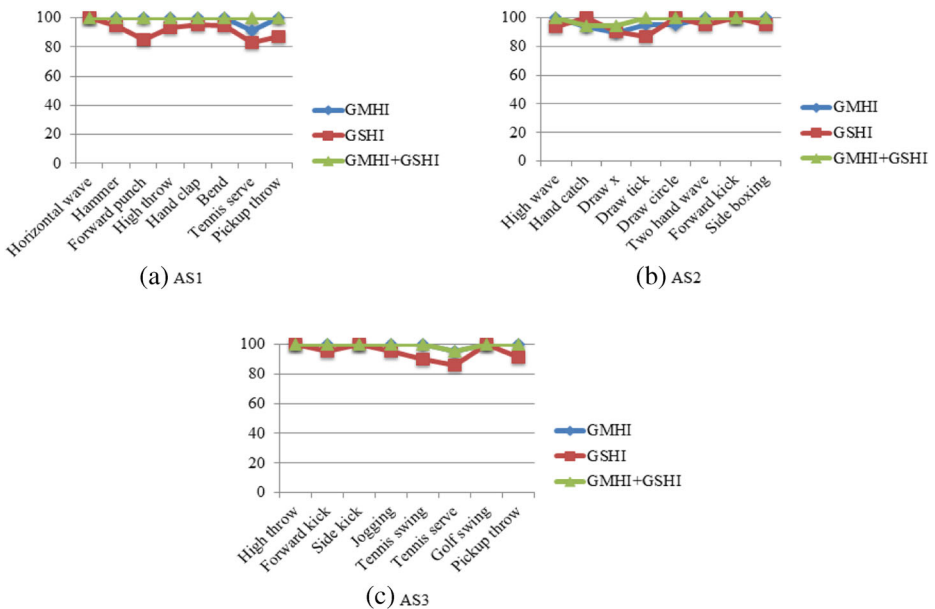 100
80
60
40
20
0
GMHI
GSHI
GMHI+GSHI
Horizontal wave
Hammer
Forward punch
High throw
Hand clap
Bend
Tennis serve
Pickup throw
(a) AS1
100
80
60
40
20
0
GMHI
GSHI
GMHI+GSHI
High wave
Hand catch
Draw x
Draw tick
Draw circle
Two hand wave
Forward kick
Side boxing
(b) AS2
100
80
60
40
20
0
GMHI
GSHI
GMHI+GSHI
High throw
Forward kick
Side kick
Jogging
Tennis swing
Tennis serve
Golf swing
Pickup throw
(c) AS3